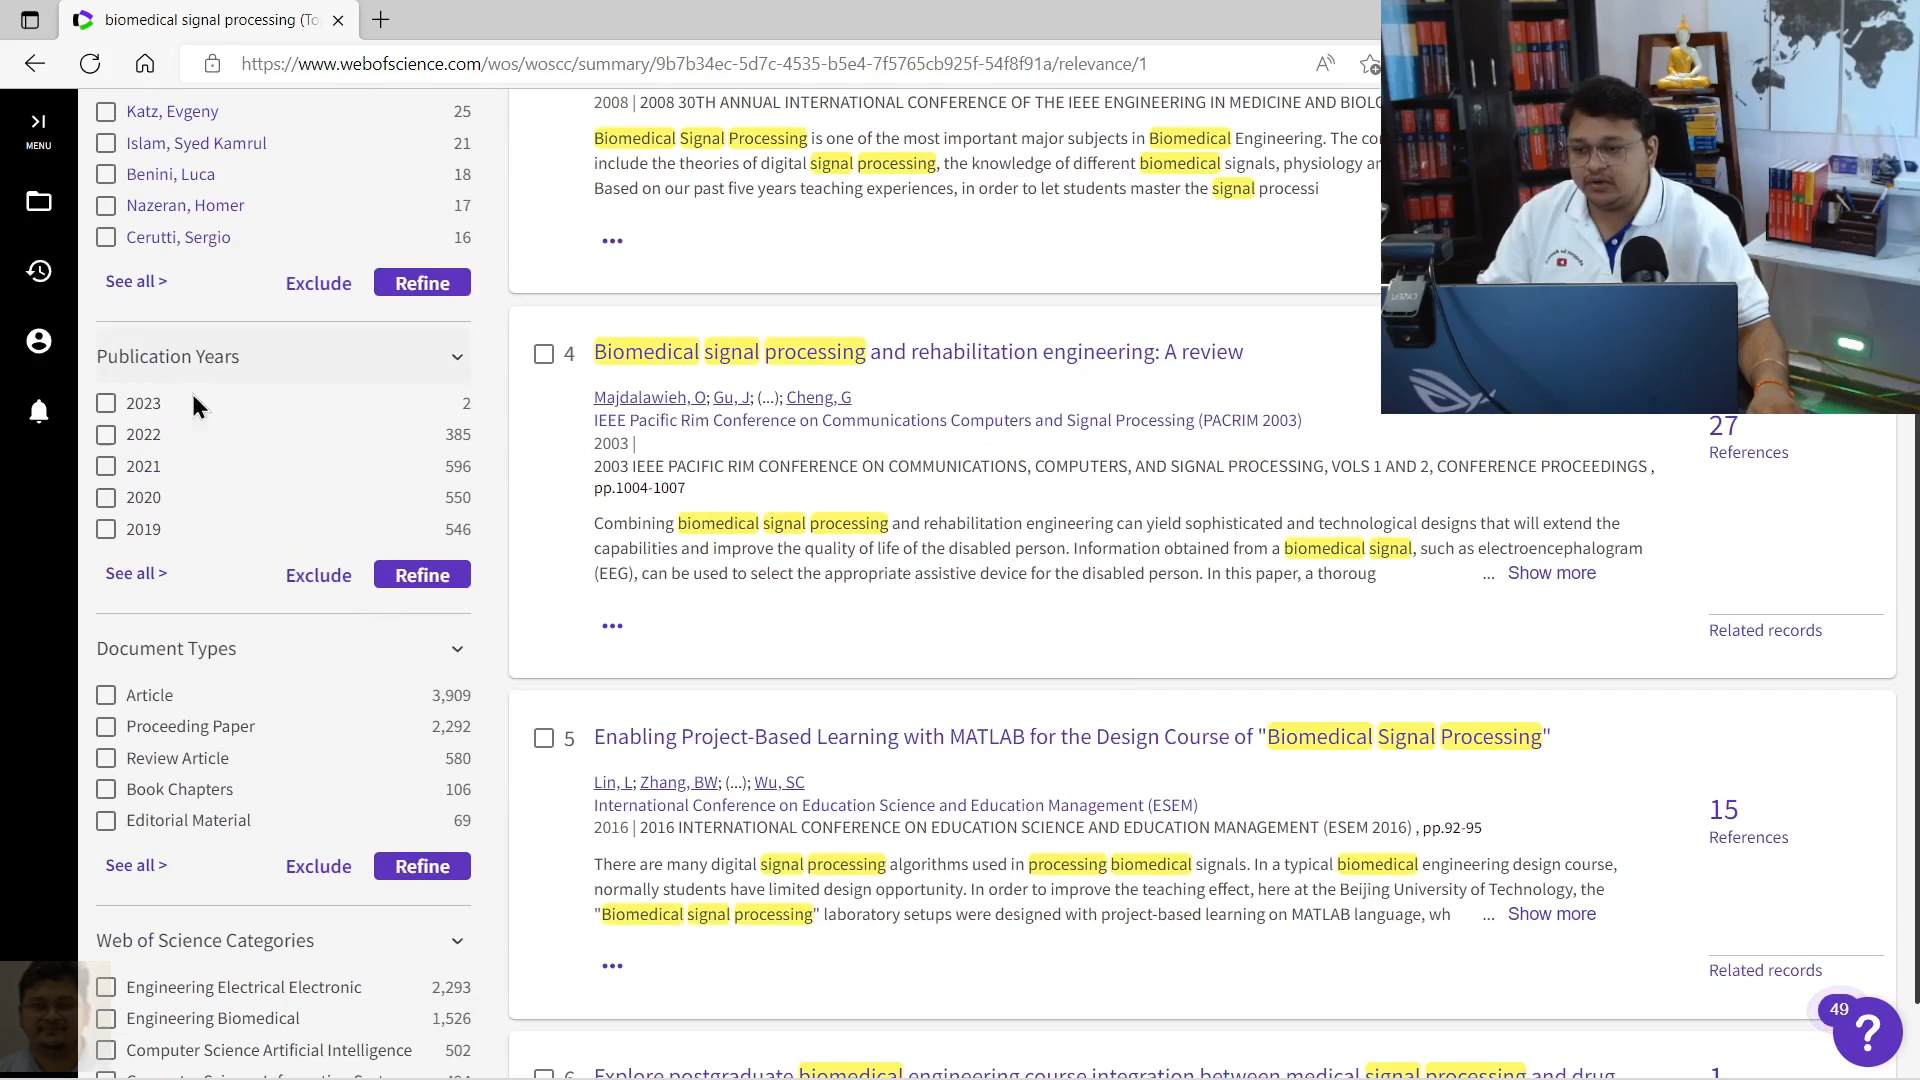 biomedical signal processing (To
https://www.webofscience.com/wos/woscc/summary/9b7b34ec-5d7c-4535-b5e4-7f5765cb925f-54f8f91a/relevance/1
MENU
Katz, Evgeny 25
Islam, Syed Kamrul 21
Benini, Luca 18
Nazeran, Homer 17
Cerutti, Sergio 16
See all > Exclude Refine
Publication Years
2023 2
2022 385
2021 596
2020 550
2019 546
See all > Exclude Refine
Document Types
Article 3,909
Proceeding Paper 2,292
Review Article 580
Book Chapters 106
Editorial Material 69
See all > Exclude Refine
Web of Science Categories
Engineering Electrical Electronic 2,293
Engineering Biomedical 1,526
Computer Science Artificial Intelligence 502
2008 | 2008 30TH ANNUAL INTERNATIONAL CONFERENCE OF THE IEEE ENGINEERING IN MEDICINE AND BIOLO
Biomedical Signal Processing is one of the most important major subjects in Biomedical Engineering. The co
include the theories of digital signal processing, the knowledge of different biomedical signals, physiology a
Based on our past five years teaching experiences, in order to let students master the signal processi
...
4 Biomedical signal processing and rehabilitation engineering: A review
Majdalawieh, O; Gu, J; (...); Cheng, G
IEEE Pacific Rim Conference on Communications Computers and Signal Processing (PACRIM 2003)
2003 |
2003 IEEE PACIFIC RIM CONFERENCE ON COMMUNICATIONS, COMPUTERS, AND SIGNAL PROCESSING, VOLS 1 AND 2, CONFERENCE PROCEEDINGS ,
pp.1004-1007
Combining biomedical signal processing and rehabilitation engineering can yield sophisticated and technological designs that will extend the
capabilities and improve the quality of life of the disabled person. Information obtained from a biomedical signal, such as electroencephalogram
(EEG), can be used to select the appropriate assistive device for the disabled person. In this paper, a thoroug ... Show more
...
27
References
Related records
5 Enabling Project-Based Learning with MATLAB for the Design Course of "Biomedical Signal Processing"
Lin, L; Zhang, BW; (...); Wu, SC
International Conference on Education Science and Education Management (ESEM)
2016 | 2016 INTERNATIONAL CONFERENCE ON EDUCATION SCIENCE AND EDUCATION MANAGEMENT (ESEM 2016) , pp.92-95
There are many digital signal processing algorithms used in processing biomedical signals. In a typical biomedical engineering design course,
normally students have limited design opportunity. In order to improve the teaching effect, here at the Beijing University of Technology, the
"Biomedical signal processing" laboratory setups were designed with project-based learning on MATLAB language, wh ... Show more
...
15
References
Related records
49
?
6 Explore postgraduate biomedical engineering course integration between medical signal processing and drug
1